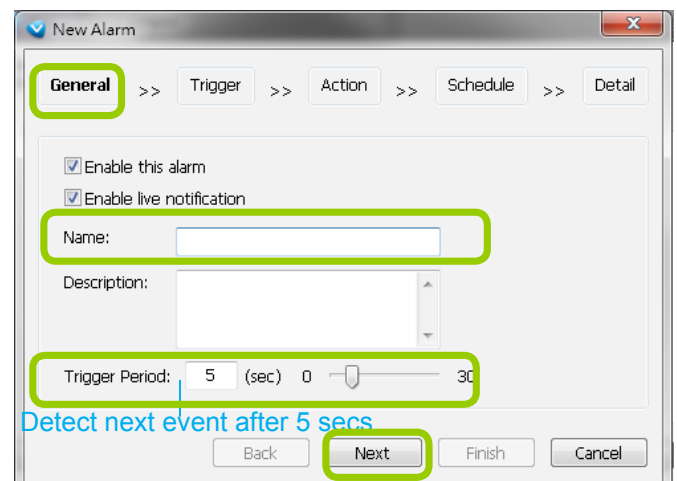 New Alarm
General >> Trigger >> Action >> Schedule >> Detail
Enable this alarm
Enable live notification
Name:
Description:
Trigger Period: 5 (sec) 0 30
Detect next event after 5 secs
Back Next Finish Cancel